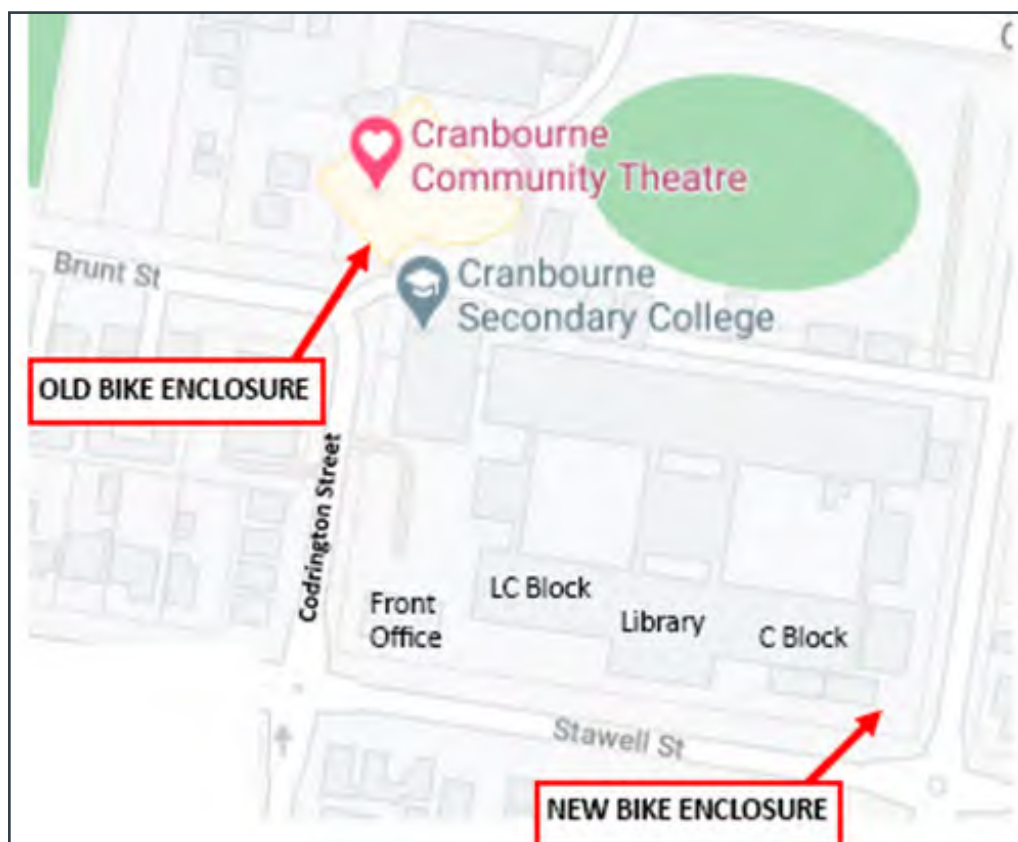 Cranbourne
Community Theatre
Brunt St
Cranbourne
Secondary College
OLD BIKE ENCLOSURE
Codrington Street
Front
Office
LC Block
Library
C Block
Stawell St
NEW BIKE ENCLOSURE